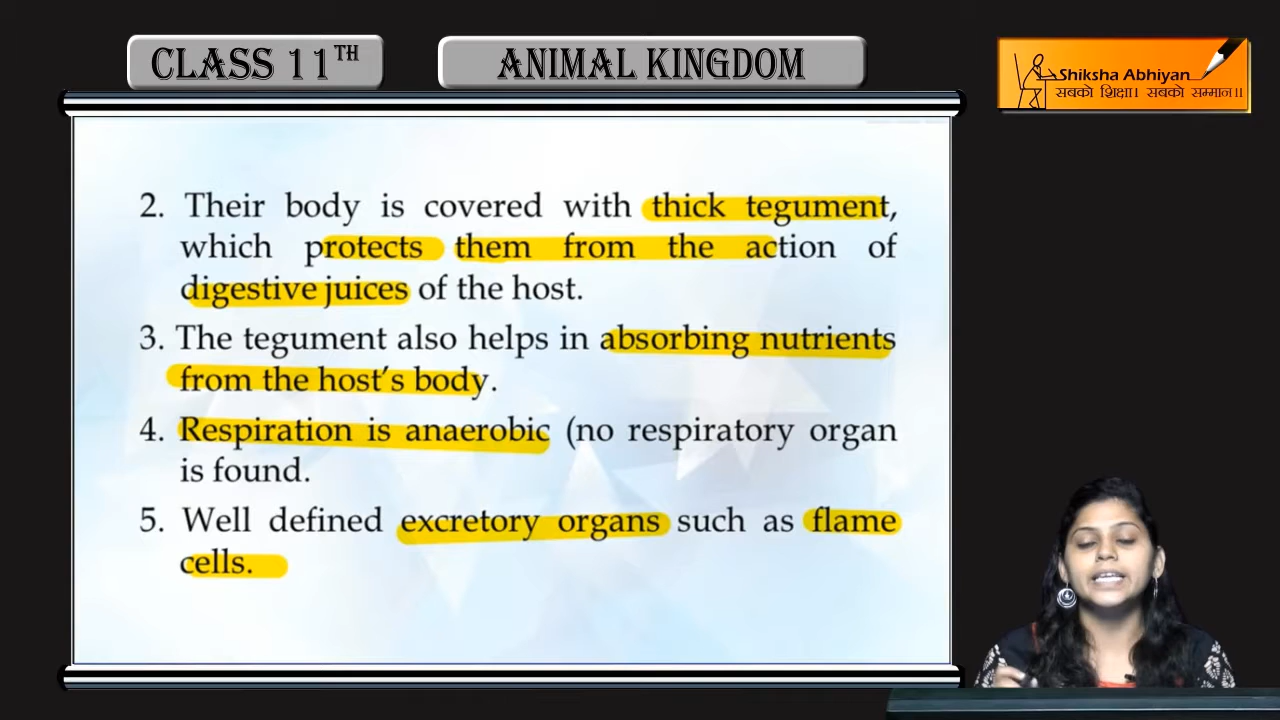 CLASS 11TH
ANIMAL KINGDOM
Shiksha Abhiyan
सबको शिक्षा। सबको सम्मान।।
2. Their body is covered with thick tegument,
which protects them from the action of
digestive juices of the host.
3. The tegument also helps in absorbing nutrients
from the host's body.
4. Respiration is anaerobic (no respiratory organ
is found.
5. Well defined excretory organs such as flame
cells.